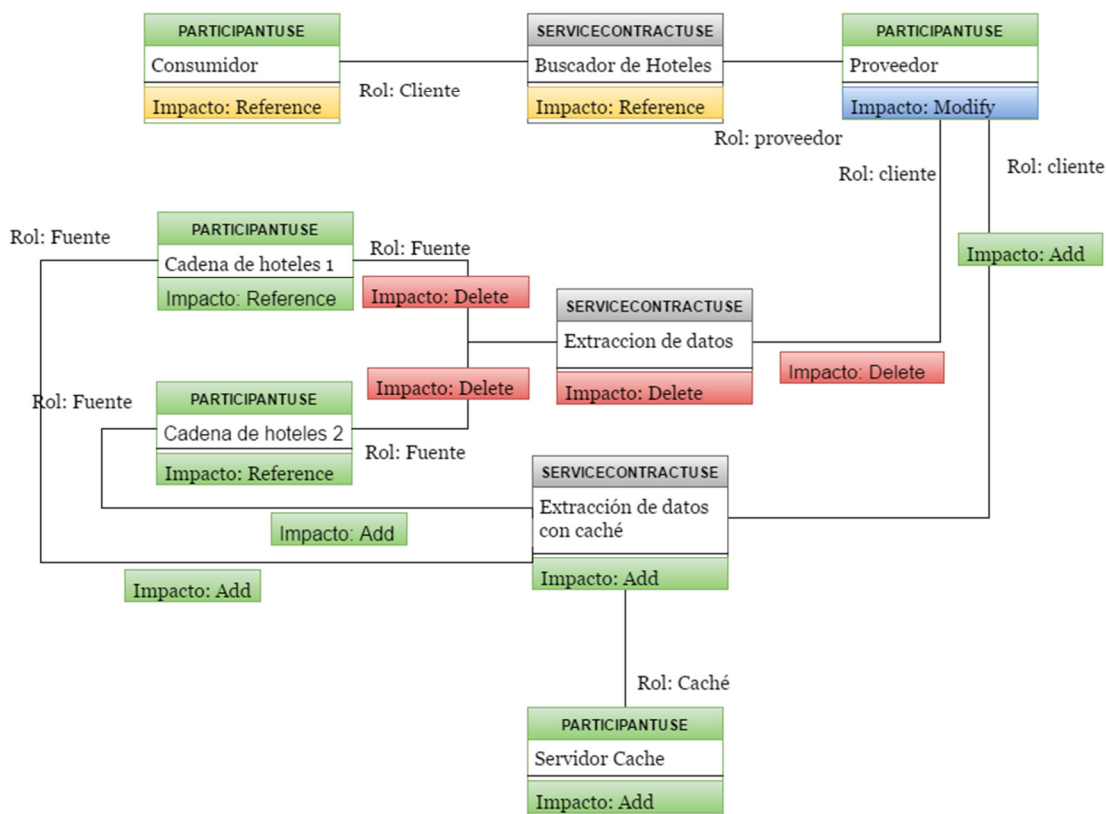 PARTICIPANTUSE
Consumidor
Impacto: Reference
Rol: Cliente
SERVICECONTRACTUSE
Buscador de Hoteles
Impacto: Reference
PARTICIPANTUSE
Proveedor
Impacto: Modify
Rol: proveedor
Rol: cliente
Rol: cliente
Impacto: Add
Rol: Fuente
PARTICIPANTUSE
Cadena de hoteles 1
Impacto: Reference
Rol: Fuente
Impacto: Delete
SERVICECONTRACTUSE
Extraccion de datos
Impacto: Delete
Impacto: Delete
Impacto: Delete
Rol: Fuente
PARTICIPANTUSE
Cadena de hoteles 2
Impacto: Reference
Rol: Fuente
SERVICECONTRACTUSE
Extracción de datos
con caché
Impacto: Add
Impacto: Add
Impacto: Add
Rol: Caché
PARTICIPANTUSE
Servidor Cache
Impacto: Add